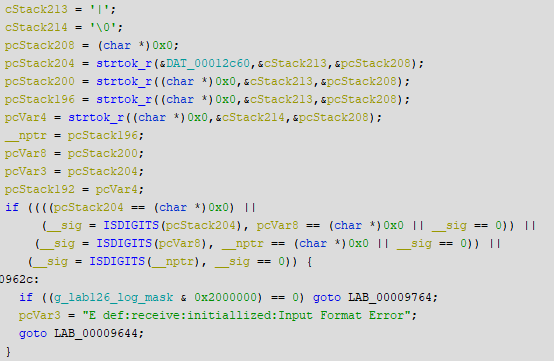 cStack213 = '|';
cStack214 = '\0';
pcStack208 = (char *)0x0;
pcStack204 = strtok_r(&DAT_00012c60,&cStack213,&pcStack208);
pcStack200 = strtok_r((char *)0x0,&cStack213,&pcStack208);
pcStack196 = strtok_r((char *)0x0,&cStack213,&pcStack208);
pcVar4 = strtok_r((char *)0x0,&cStack214,&pcStack208);
__nptr = pcStack196;
pcVar8 = pcStack200;
pcVar3 = pcStack204;
pcStack192 = pcVar4;
if ((((pcStack204 == (char *)0x0) ||
(__sig = ISDIGITS(pcStack204), pcVar8 == (char *)0x0 || __sig == 0)) ||
(__sig = ISDIGITS(pcVar8), __nptr == (char *)0x0 || __sig == 0)) ||
(__sig = ISDIGITS(__nptr), __sig == 0)) {
0962c:
if ((g_lab126_log_mask & 0x2000000) == 0) goto LAB_00009764;
pcVar3 = "E def:receive:initiallized:Input Format Error";
goto LAB_00009644;
}